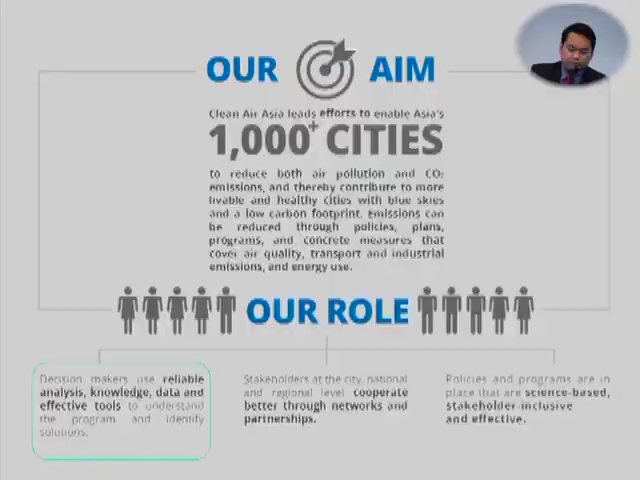 OUR AIM
Clean Air Asia leads efforts to enable Asia's
1,000+ CITIES
to reduce both air pollution and CO₂
emissions, and thereby contribute to more
livable and healthy cities with blue skies
and a low carbon footprint. Emissions can
be reduced through policies, plans,
programs, and concrete measures that
cover air quality, transport and industrial
emissions, and energy use.
OUR ROLE
Decision makers use reliable
analysis, knowledge, data and
effective tools to understand
the program and identify
solutions.
Stakeholders at the city, national
and regional level cooperate
better through networks and
partnerships.
Policies and programs are in
place that are science-based,
stakeholder-inclusive
and effective.